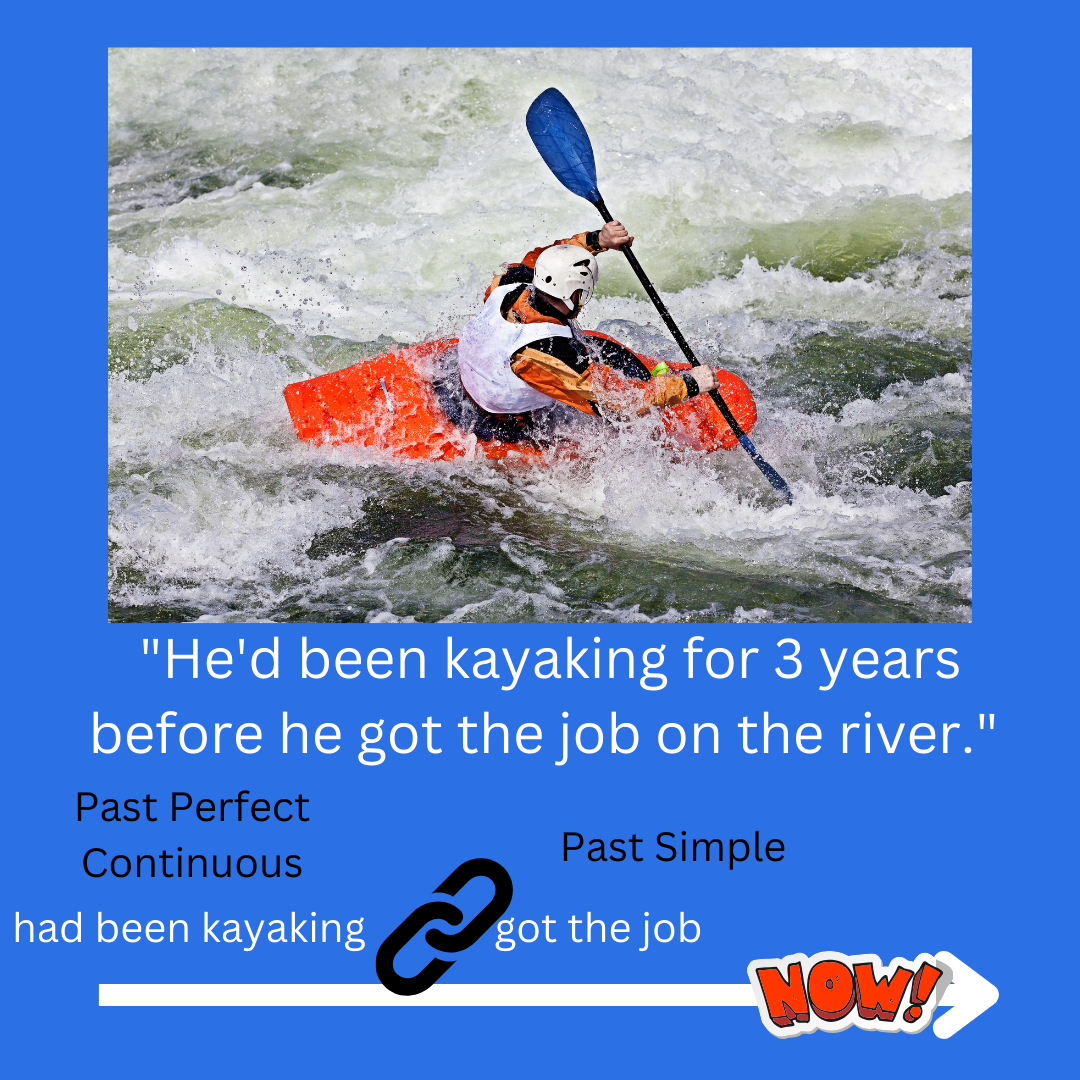 "He'd been kayaking for 3 years
before he got the job on the river."
Past Perfect
Continuous
Past Simple
had been kayaking
got the job
NOW!